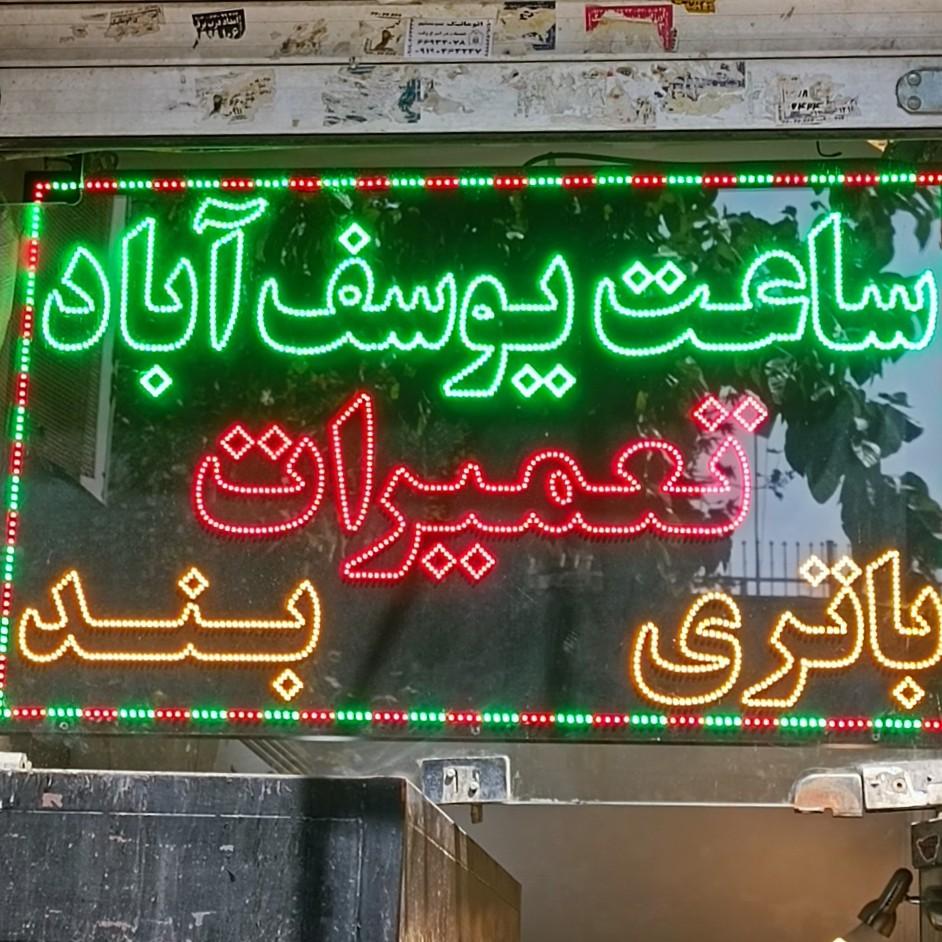 ساعت یوسف آباد
تعمیرات
باتری بند